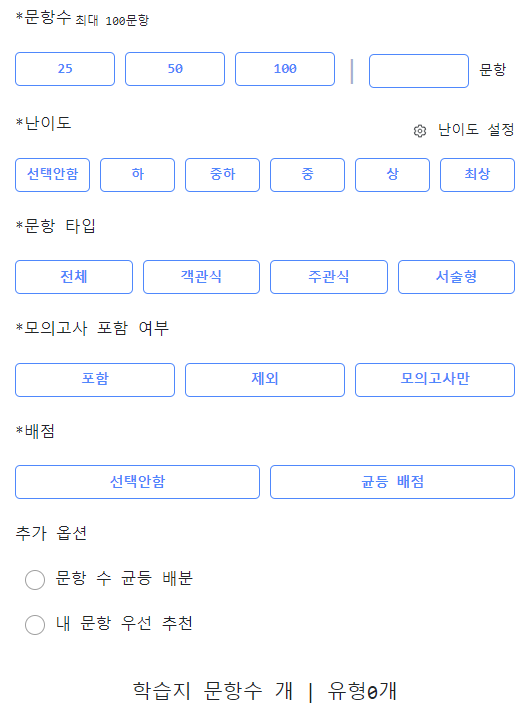 *문항수 최대 100문항
25 50 100 | 문항
*난이도 난이도 설정
선택안함 하 중하 중 상 최상
*문항 타입
전체 객관식 주관식 서술형
*모의고사 포함 여부
포함 제외 모의고사만
*배점
선택안함 균등 배점
추가 옵션
문항 수 균등 배분
내 문항 우선 추천
학습지 문항수 개 | 유형0개